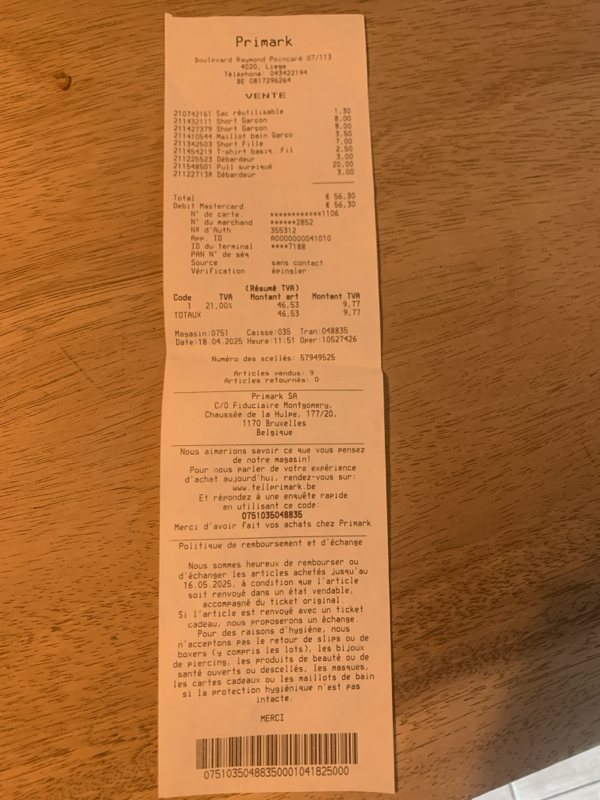 Primark
Boulevard Raymond Poincaré 07/113
4020, Liege
Téléphone: 043422194
BE 0817296264
VENTE
210742161 Sac réutilisable 1.30
211432111 Short Garçon 8.00
211427379 Short Garçon 8.00
211410544 Maillot bain Garço 3.50
211342503 Short Fille 7.00
211454219 T-shirt basiq. Fil 2.50
211225523 Débardeur 3.00
211548501 Pull surpiqué 20.00
211227138 Débardeur 3.00
Total € 56.30
Debit Mastercard € 56.30
N° de carte. ************1106
N° du marchand ******2852
Nº d'Auth 355312
App. ID A0000000041010
ID du terminal ****7188
PAN N° de séq
Source sans contact
Vérification épingler
(Résumé TVA)
Code TVA Montant art Montant TVA
1 21,00% 46,53 9,77
TOTAUX 46,53 9,77
Magasin:0751 Caisse:035 Tran:048835
Date:18.04.2025 Heure:11:51 Oper:10527426
Numéro des scellés: 57949525
Articles vendus: 9
Articles retournés: 0
Primark SA
C/O Fiduciaire Montgomery,
Chaussée de la Hulpe, 177/20,
1170 Bruxelles
Belgique
Nous aimerions savoir ce que vous pensez
de notre magasin!
Pour nous parler de votre expérience
d'achat aujourd'hui, rendez-vous sur:
www.tellprimark.be
Et répondez à une enquête rapide
en utilisant ce code:
0751035048835
Merci d'avoir fait vos achats chez Primark
Politique de remboursement et d'échange
Nous sommes heureux de rembourser ou
d'échanger les articles achetés jusqu'au
16.05.2025, à condition que l'article
soit renvoyé dans un état vendable,
accompagné du ticket original.
Si l'article est renvoyé avec un ticket
cadeau, nous proposerons un échange.
Pour des raisons d'hygiène, nous
n'acceptons pas le retour de slips ou de
boxers (y compris les lots), les bijoux
de piercing, les produits de beauté ou de
santé ouverts ou descellés, les masques,
les cartes cadeaux ou les maillots de bain
si la protection hygiénique n'est pas
intacte.
MERCI
07510350488350001041825000